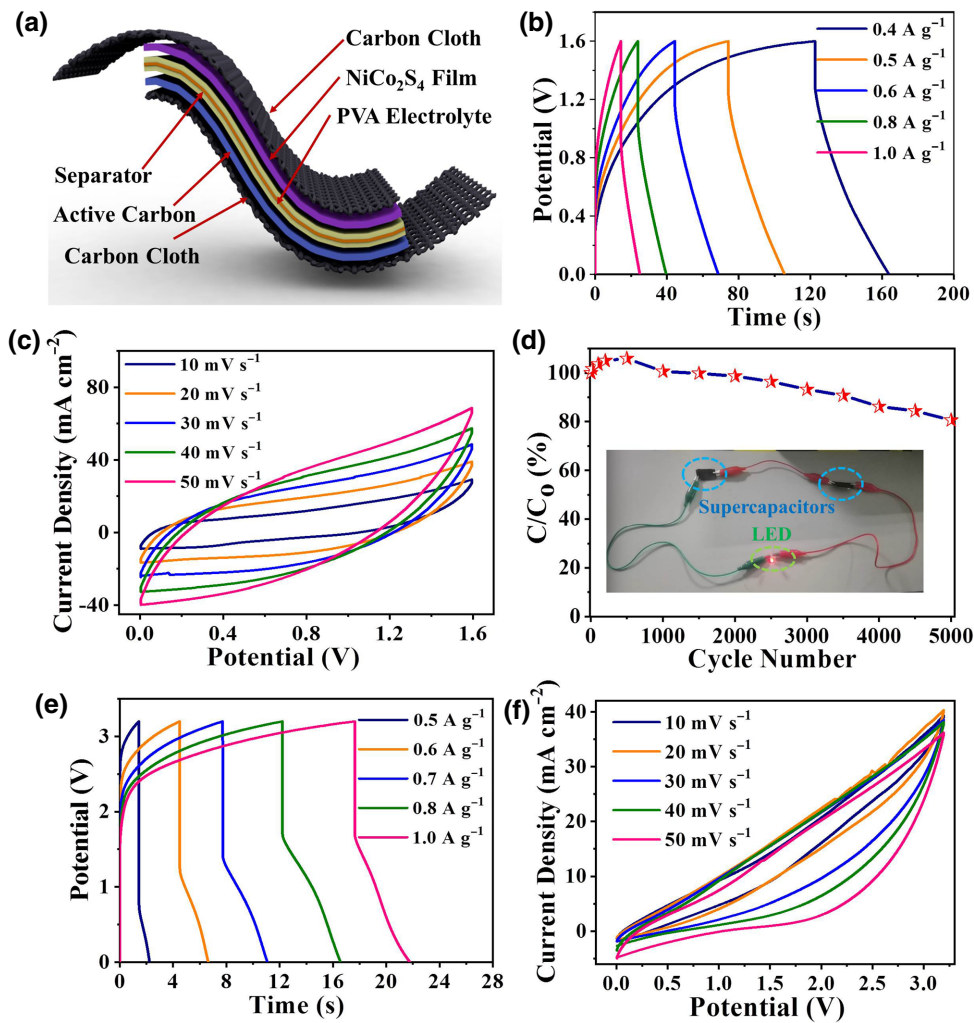 (a)
Carbon Cloth
NiCo₂S₄ Film
PVA Electrolyte
Separator
Active Carbon
Carbon Cloth
(b)
Potential (V)
1.6
1.2
0.8
0.4
0.0
0.4 A g⁻¹
0.5 A g⁻¹
0.6 A g⁻¹
0.8 A g⁻¹
1.0 A g⁻¹
0 40 80 120 160 200
Time (s)
(c)
Current Density (mA cm⁻²)
80
40
0
-40
10 mV s⁻¹
20 mV s⁻¹
30 mV s⁻¹
40 mV s⁻¹
50 mV s⁻¹
0.0 0.4 0.8 1.2 1.6
Potential (V)
(d)
C/C₀ (%)
100
80
60
40
20
0
Supercapacitors
LED
0 1000 2000 3000 4000 5000
Cycle Number
(e)
Potential (V)
3
2
1
0
0.5 A g⁻¹
0.6 A g⁻¹
0.7 A g⁻¹
0.8 A g⁻¹
1.0 A g⁻¹
0 4 8 12 16 20 24 28
Time (s)
(f)
Current Density (mA cm⁻²)
40
30
20
10
0
-10
10 mV s⁻¹
20 mV s⁻¹
30 mV s⁻¹
40 mV s⁻¹
50 mV s⁻¹
0.0 0.5 1.0 1.5 2.0 2.5 3.0
Potential (V)